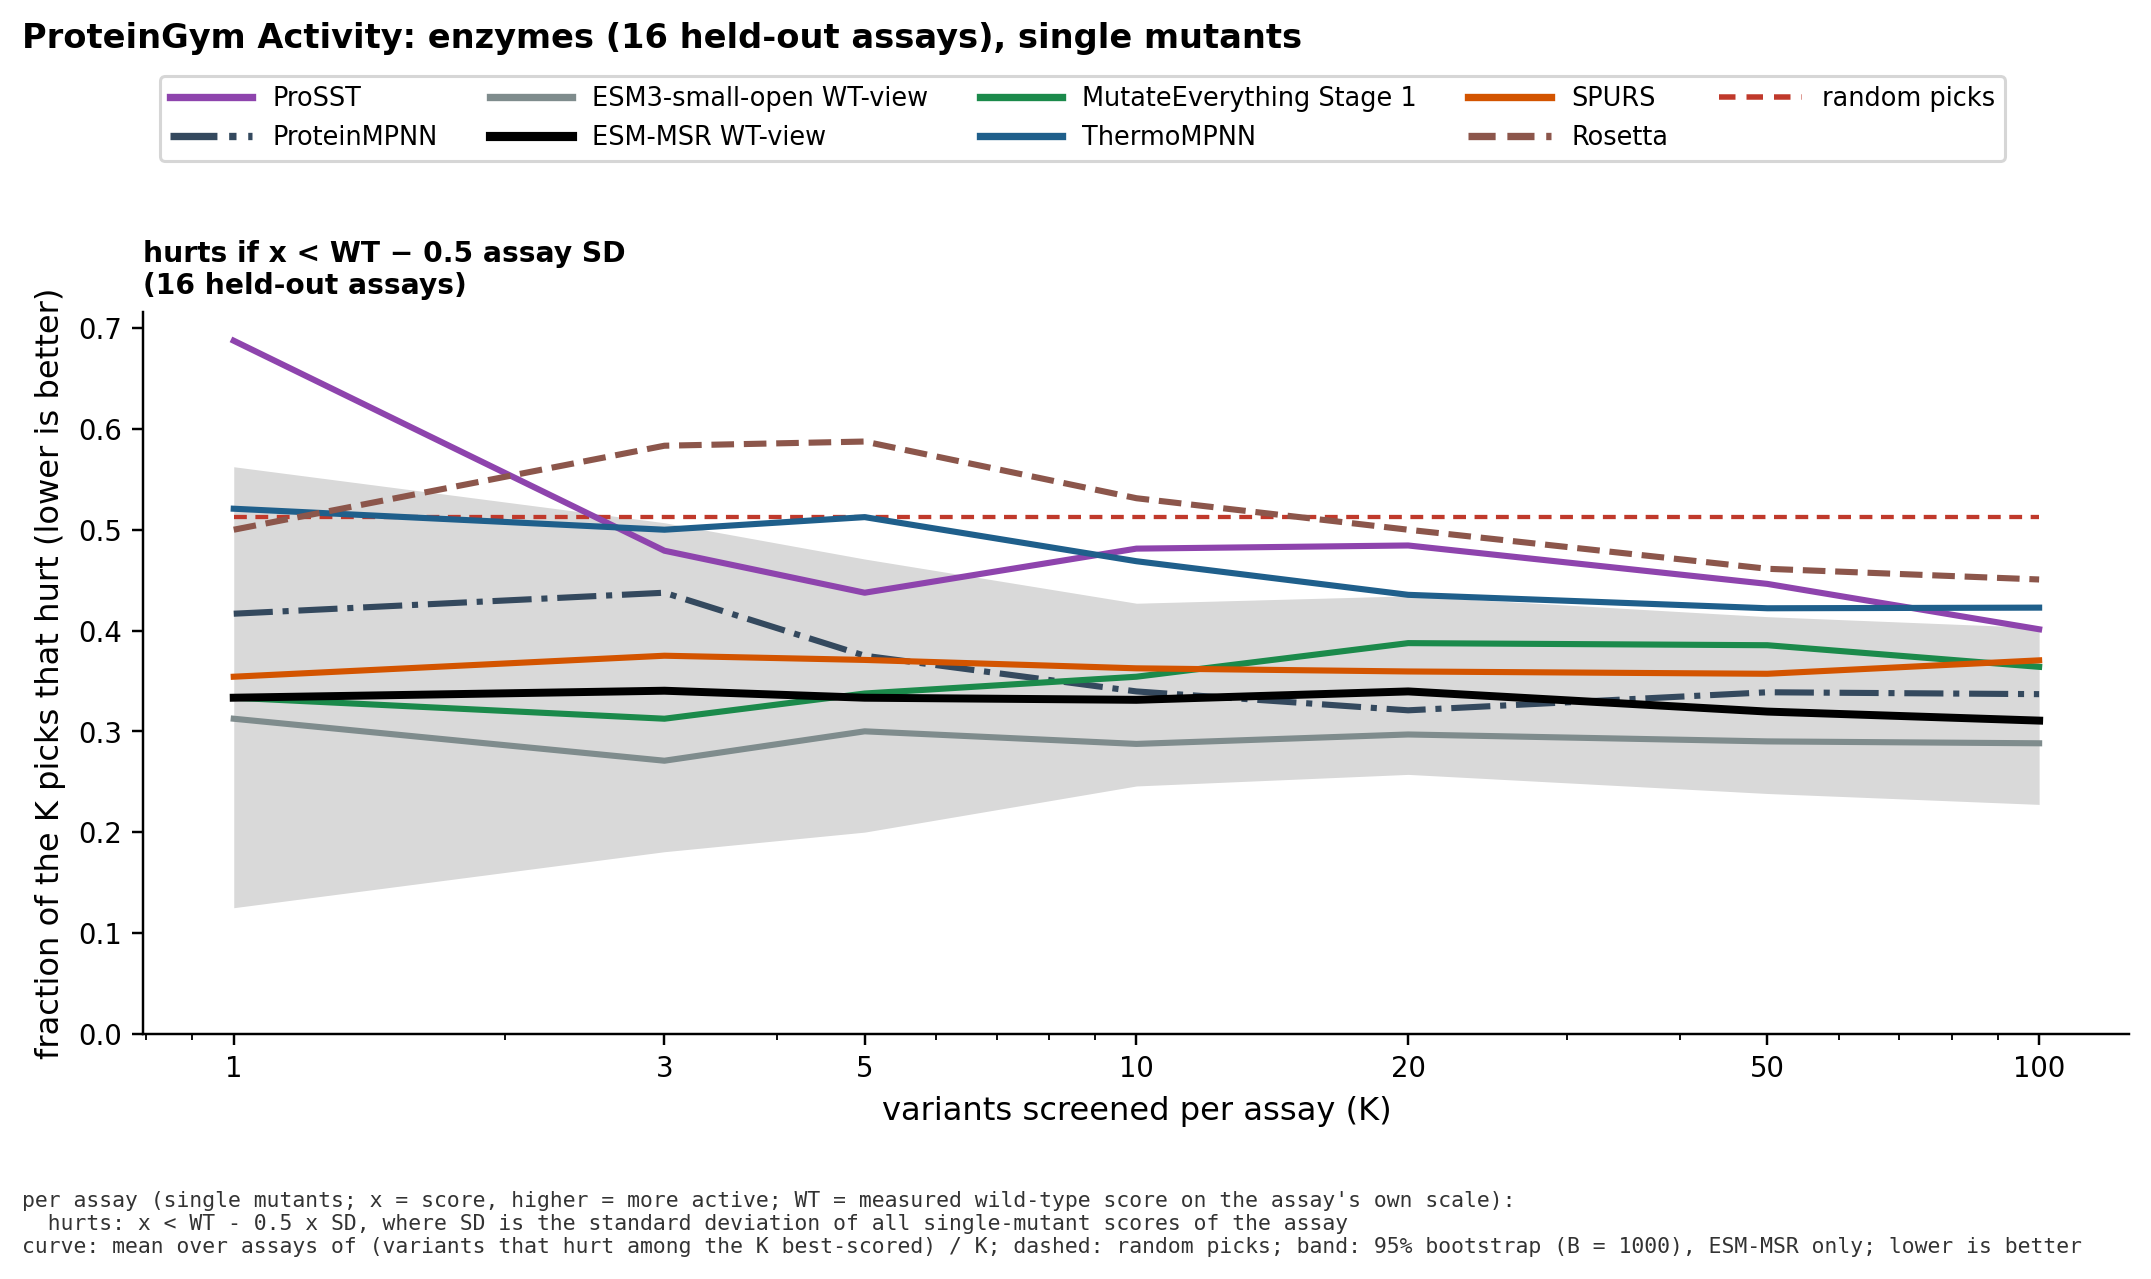 ProteinGym Activity: enzymes (16 held-out assays), single mutants
ProSST
ESM3-small-open WT-view
MutateEverything Stage 1
SPURS
random picks
ProteinMPNN
ESM-MSR WT-view
ThermoMPNN
Rosetta
hurts if x < WT − 0.5 assay SD
(16 held-out assays)
fraction of the K picks that hurt (lower is better)
0.7
0.6
0.5
0.4
0.3
0.2
0.1
0.0
1 3 5 10 20 50 100
variants screened per assay (K)
per assay (single mutants; x = score, higher = more active; WT = measured wild-type score on the assay's own scale):
hurts: x < WT - 0.5 x SD, where SD is the standard deviation of all single-mutant scores of the assay
curve: mean over assays of (variants that hurt among the K best-scored) / K; dashed: random picks; band: 95% bootstrap (B = 1000), ESM-MSR only; lower is better